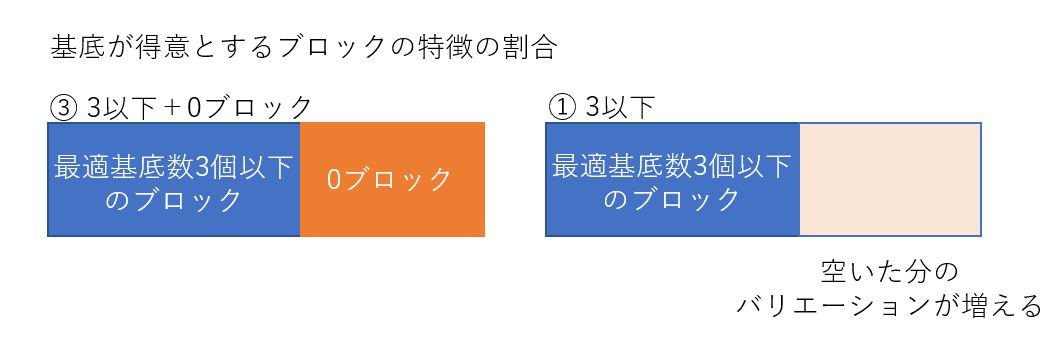 基底が得意とするブロックの特徴の割合
③ 3以下＋0ブロック
最適基底数3個以下
のブロック
0ブロック
① 3以下
最適基底数3個以下
のブロック
空いた分の
バリエーションが増える